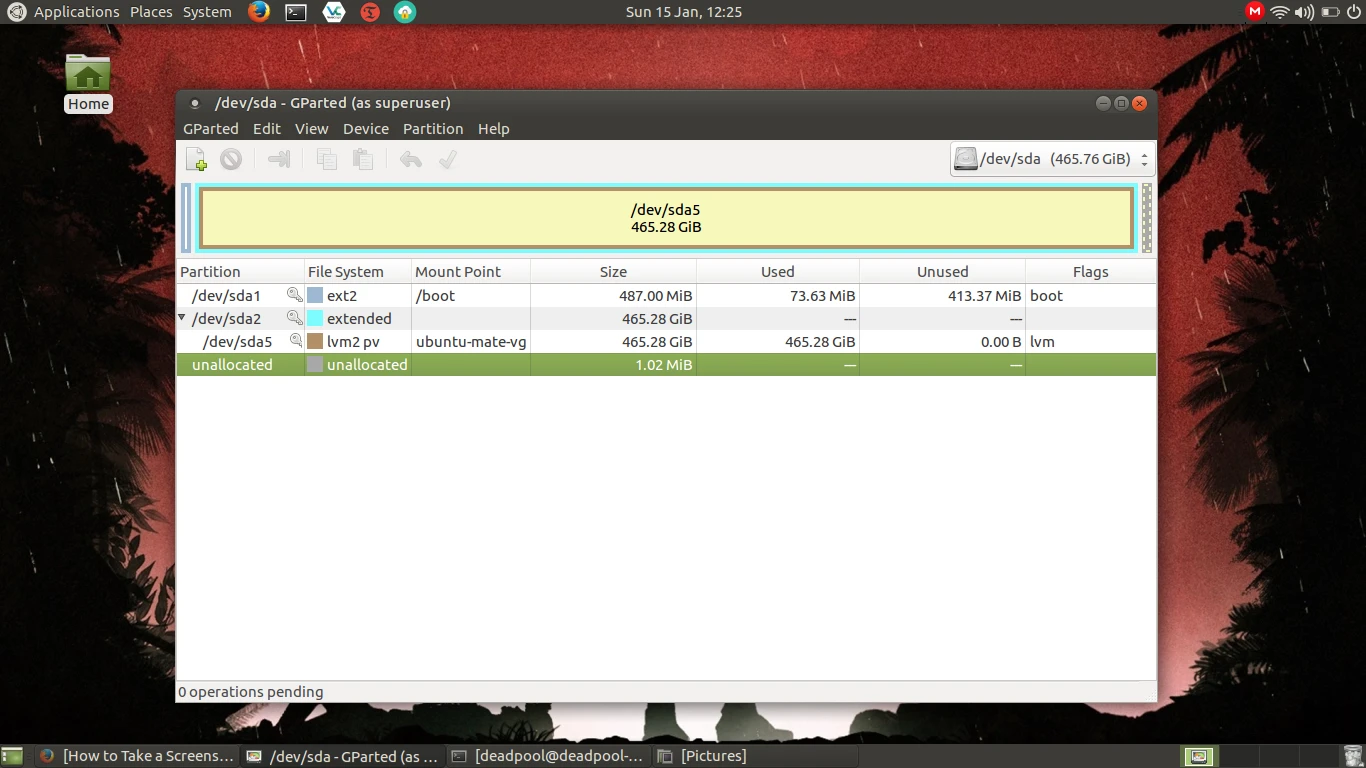 Applications Places System Sun 15 Jan, 12:25
Home
/dev/sda - GParted (as superuser)
GParted Edit View Device Partition Help
/dev/sda (465.76 GiB)
/dev/sda5
465.28 GiB
Partition File System Mount Point Size Used Unused Flags
/dev/sda1 ext2 /boot 487.00 MiB 73.63 MiB 413.37 MiB boot
/dev/sda2 extended 465.28 GiB --- ---
/dev/sda5 lvm2 pv ubuntu-mate-vg 465.28 GiB 465.28 GiB 0.00 B lvm
unallocated unallocated 1.02 MiB --- ---
0 operations pending
[How to Take a Screens... /dev/sda - GParted (as ... [deadpool@deadpool-... [Pictures]